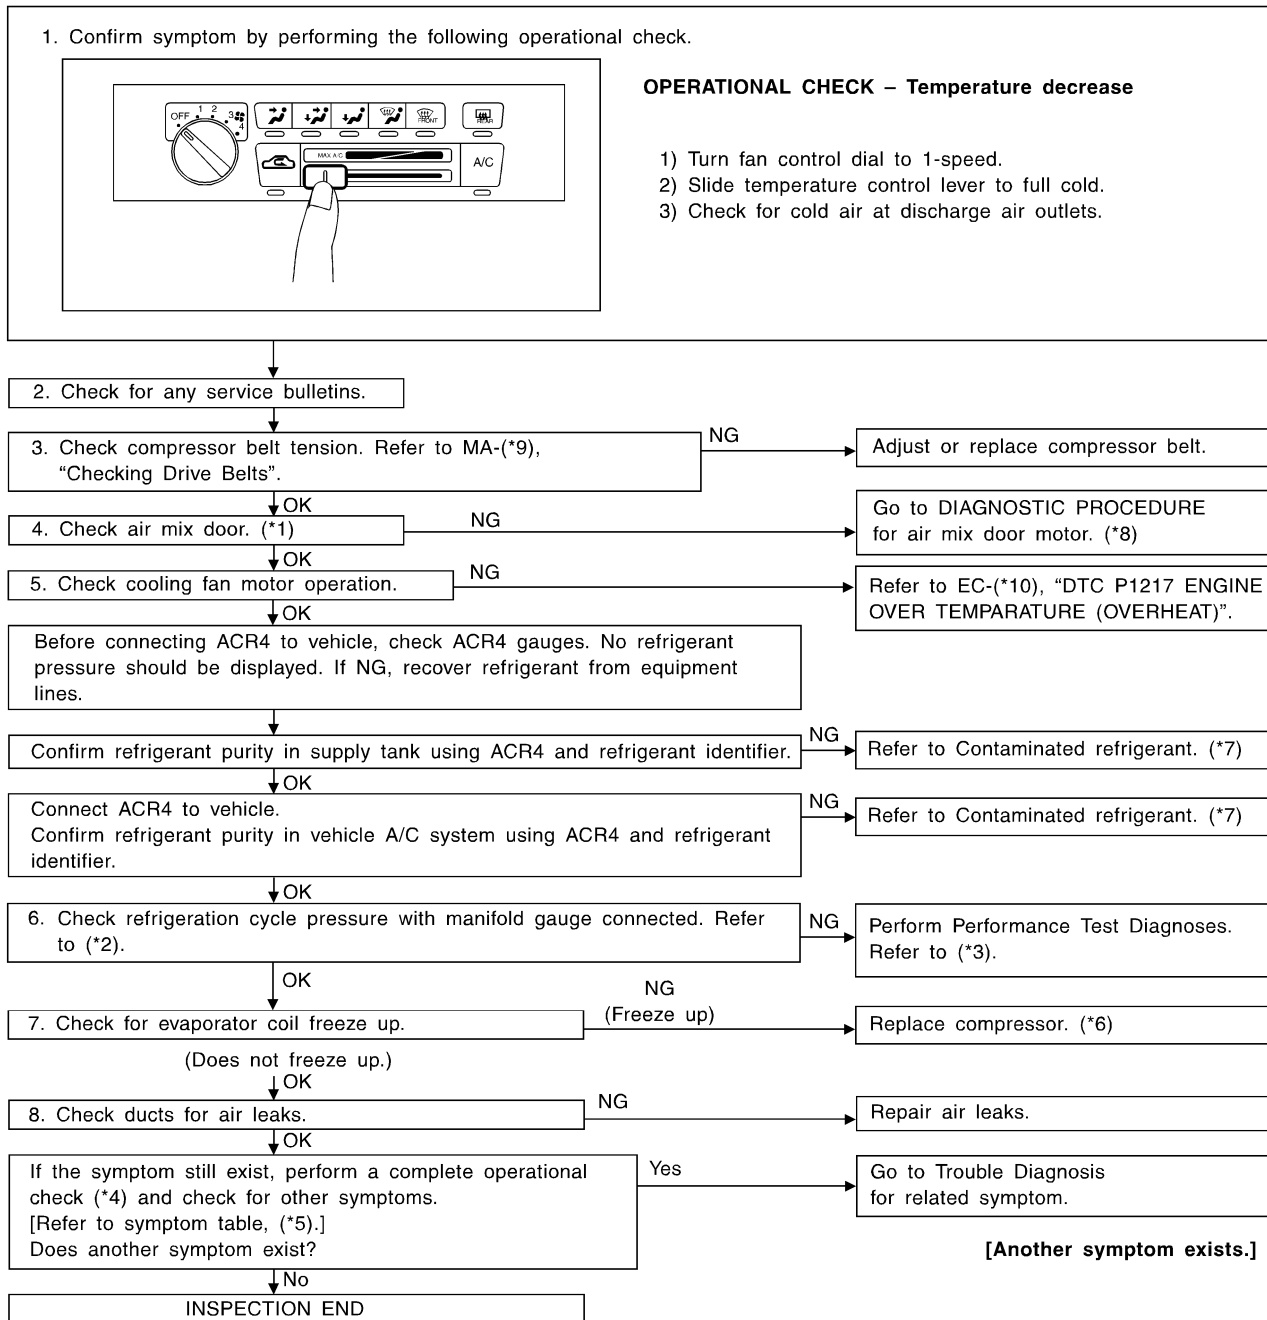 1. Confirm symptom by performing the following operational check.
OFF 1 2 3 4
FRONT
REAR
MAX A/C
A/C
OPERATIONAL CHECK – Temperature decrease
1) Turn fan control dial to 1-speed.
2) Slide temperature control lever to full cold.
3) Check for cold air at discharge air outlets.
2. Check for any service bulletins.
3. Check compressor belt tension. Refer to MA-(*9),
“Checking Drive Belts”.
NG
Adjust or replace compressor belt.
OK
4. Check air mix door. (*1)
NG
Go to DIAGNOSTIC PROCEDURE
for air mix door motor. (*8)
OK
5. Check cooling fan motor operation.
NG
Refer to EC-(*10), “DTC P1217 ENGINE
OVER TEMPARATURE (OVERHEAT)”.
OK
Before connecting ACR4 to vehicle, check ACR4 gauges. No refrigerant
pressure should be displayed. If NG, recover refrigerant from equipment
lines.
Confirm refrigerant purity in supply tank using ACR4 and refrigerant identifier.
NG
Refer to Contaminated refrigerant. (*7)
OK
Connect ACR4 to vehicle.
Confirm refrigerant purity in vehicle A/C system using ACR4 and refrigerant
identifier.
NG
Refer to Contaminated refrigerant. (*7)
OK
6. Check refrigeration cycle pressure with manifold gauge connected. Refer
to (*2).
NG
Perform Performance Test Diagnoses.
Refer to (*3).
OK
7. Check for evaporator coil freeze up.
NG
(Freeze up)
Replace compressor. (*6)
(Does not freeze up.)
OK
8. Check ducts for air leaks.
NG
Repair air leaks.
OK
If the symptom still exist, perform a complete operational
check (*4) and check for other symptoms.
[Refer to symptom table, (*5).]
Does another symptom exist?
Yes
Go to Trouble Diagnosis
for related symptom.
[Another symptom exists.]
No
INSPECTION END